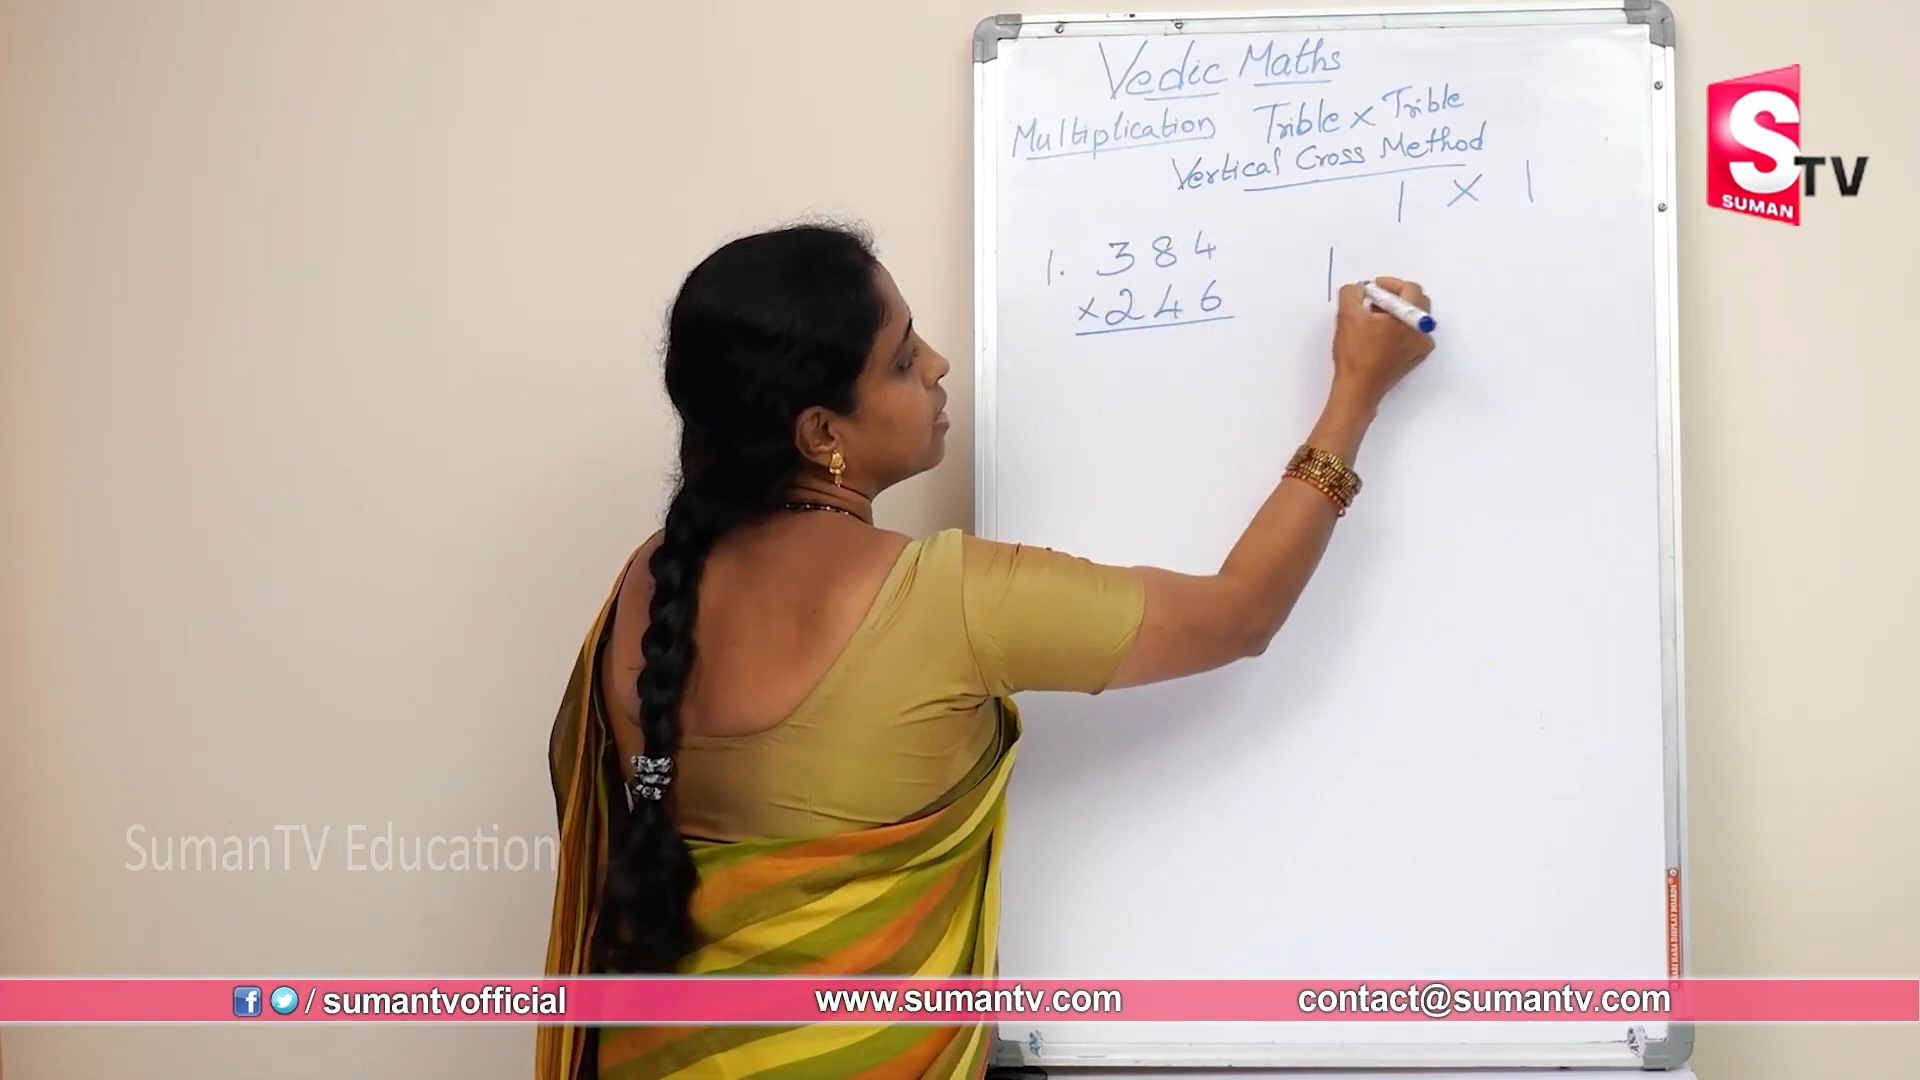 Vedic Maths
Multiplication Trible x Trible
Vertical Cross Method
| x |
1. 384
x246
|
S TV
SUMAN
SumanTV Education
/ sumantvofficial
www.sumantv.com
contact@sumantv.com